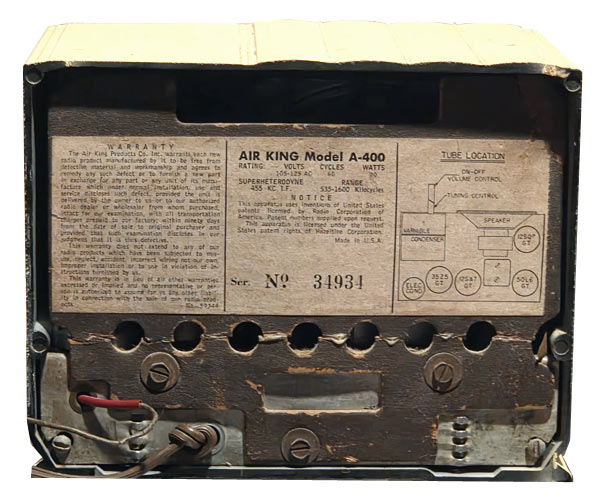 WARRANTY
The Air King Products Co. Inc. warrants each new
radio product manufactured by it to be free from
defective material and workmanship and agrees to
remedy any such defect or to furnish a new part
in exchange for any part of any unit of its manu-
facture which under normal installation, use and
service disclose such defect, provided the unit is
delivered by the owner to us or to our authorized
radio dealer or wholesaler from whom purchased,
intact for our examination, with all transportation
charges prepaid to our factory within ninety days
from the date of sale to original purchaser and
provided that such examination discloses in our
judgment that it is thus defective.
This warranty does not extend to any of our
radio products which have been subjected to mis-
use, neglect, accident, incorrect wiring not our own,
improper installation or to use in violation of in-
structions furnished by us.
This warranty is in lieu of all other warranties
expressed or implied and no representative or per-
son is authorized to assume for us any other liabil-
ity in connection with the sale of our radio prod-
ucts.
AIR KING Model A-400
RATING: — VOLTS CYCLES WATTS
105-125 AC 60 30
SUPERHETERODYNE RANGE
455 KC I.F. 535-1600 Kilocycles
NOTICE
This apparatus uses inventions of United States
patents licensed by Radio Corporation of
America. Patent numbers supplied upon request.
This apparatus is licensed under the United
States patent rights of Hazeltine Corporation.
Made in U.S.A.
Ser. No. 34934
TUBE LOCATION
ON-OFF
VOLUME CONTROL
TUNING CONTROL
SPEAKER
VARIABLE
CONDENSER
12SQ7
GT
ELEC.
COND.
35Z5
GT
12SA7
GT
50L6
GT